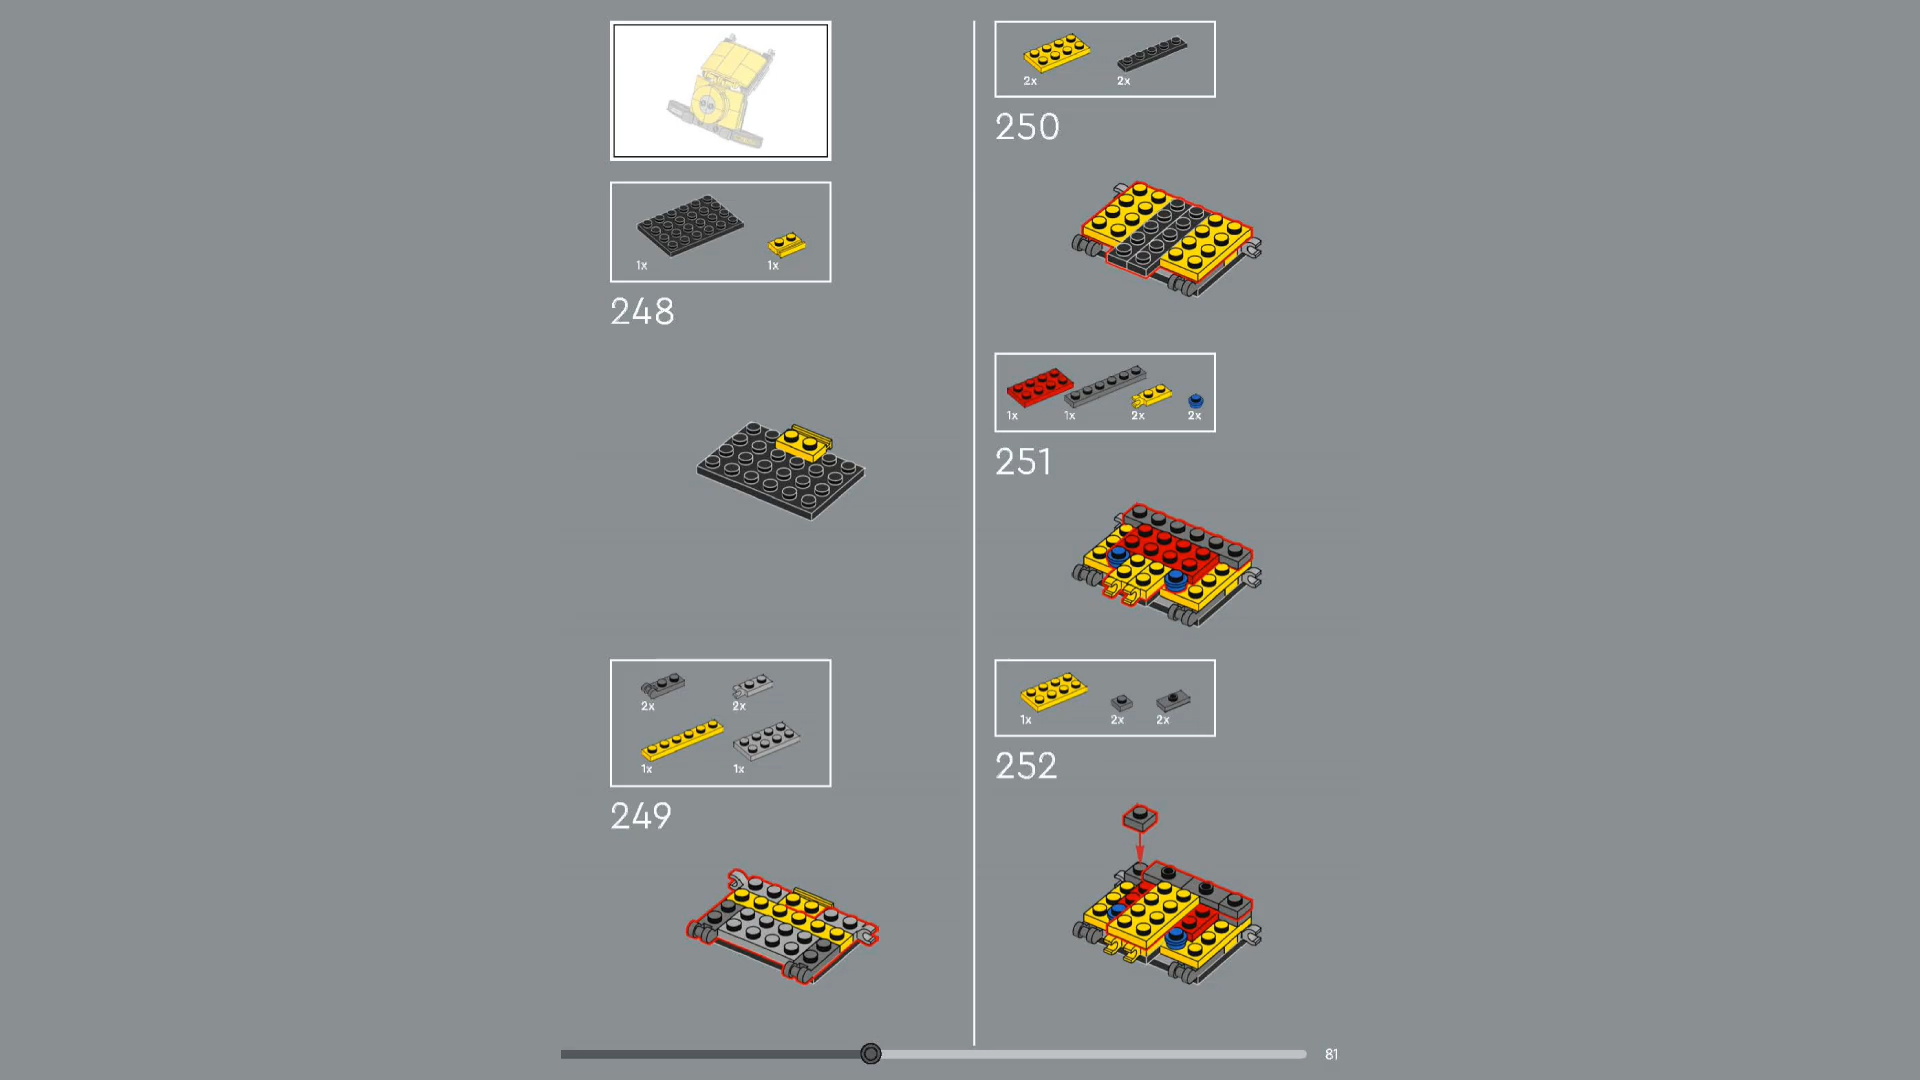 1x 1x
248
2x 2x
1x 1x
249
2x 2x
250
1x 1x 2x 2x
251
1x 2x 2x
252
81